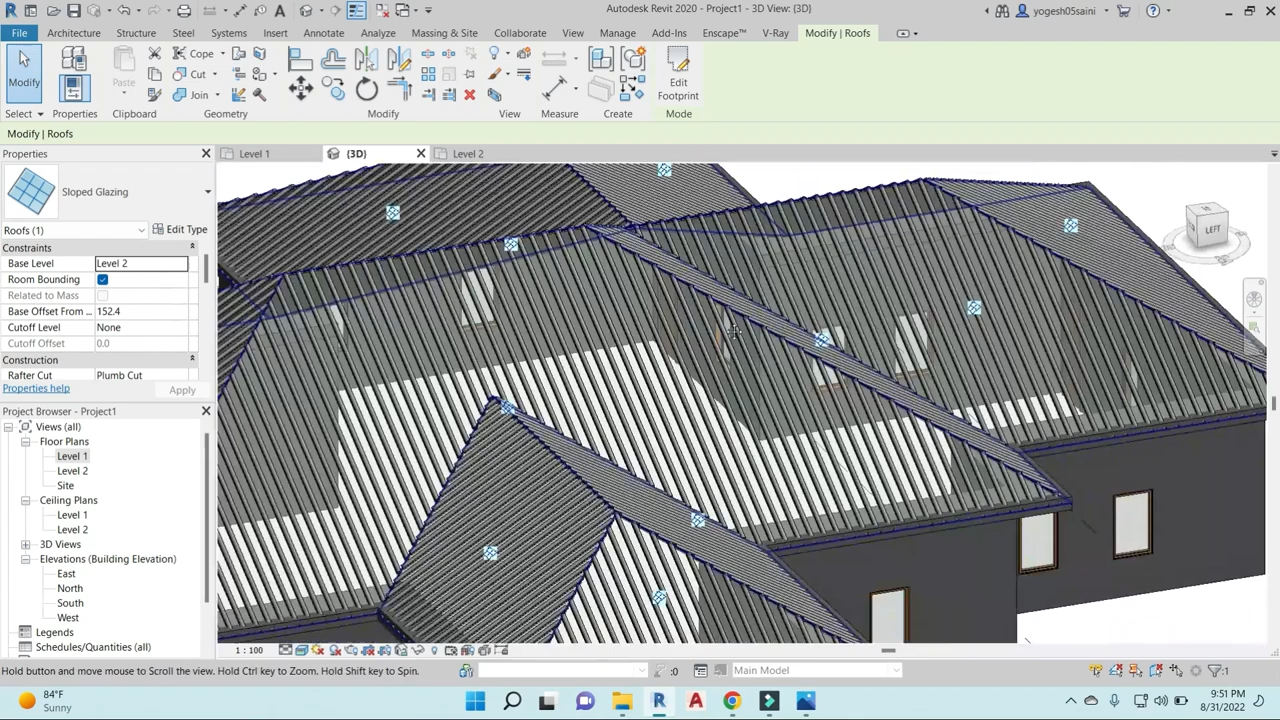 Autodesk Revit 2020 - Project1 - 3D View: {3D}
yogesh05saini
File
Architecture
Structure
Steel
Systems
Insert
Annotate
Analyze
Massing & Site
Collaborate
View
Manage
Add-Ins
Enscape™
V-Ray
Modify | Roofs
Modify
Properties
Paste
Cope
Cut
Join
Edit
Footprint
Select
Properties
Clipboard
Geometry
Modify
View
Measure
Create
Mode
Modify | Roofs
Properties
Level 1
{3D}
Level 2
Sloped Glazing
Roofs (1)
Edit Type
Constraints
Base Level Level 2
Room Bounding
Related to Mass
Base Offset From ... 152.4
Cutoff Level None
Cutoff Offset 0.0
Construction
Rafter Cut Plumb Cut
Properties help
Apply
LEFT
Project Browser - Project1
Views (all)
Floor Plans
Level 1
Level 2
Site
Ceiling Plans
Level 1
Level 2
3D Views
Elevations (Building Elevation)
East
North
South
West
Legends
Schedules/Quantities (all)
1 : 100
Hold button and move mouse to Scroll the view. Hold Ctrl key to Zoom. Hold Shift key to Spin.
:0
Main Model
:1
84°F
Sunny
9:51 PM
8/31/2022